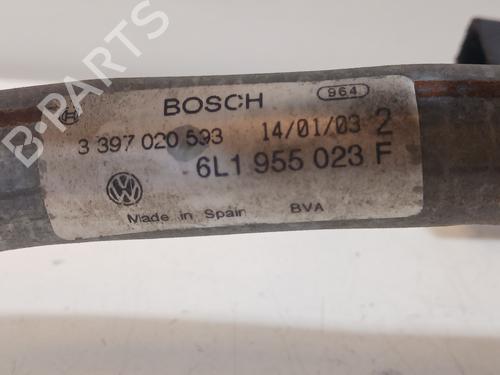 BOSCH
964
3 397 020 593 14/01/03 2
6L1 955 023 F
Made in Spain BVA
B-PARTS